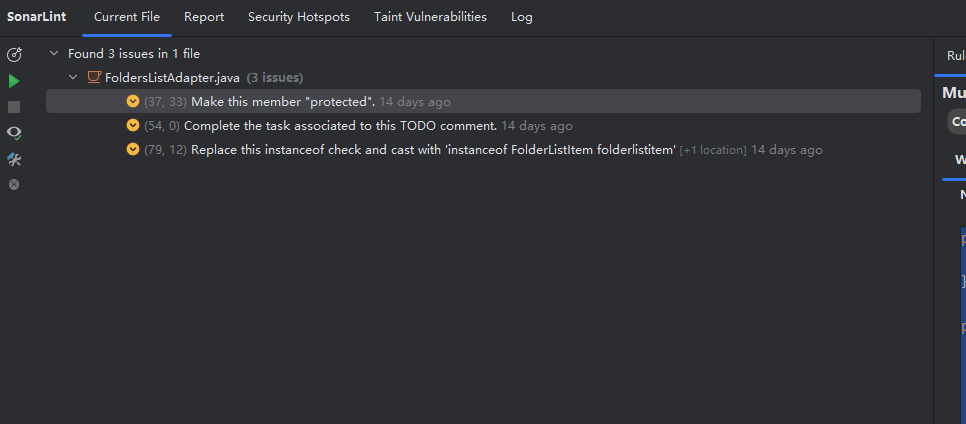 SonarLint Current File Report Security Hotspots Taint Vulnerabilities Log
Found 3 issues in 1 file
FoldersListAdapter.java (3 issues)
(37, 33) Make this member "protected". 14 days ago
(54, 0) Complete the task associated to this TODO comment. 14 days ago
(79, 12) Replace this instanceof check and cast with 'instanceof FolderListItem folderlistitem' [+1 location] 14 days ago
Rul
Mu
Co
W
N
p
}
p